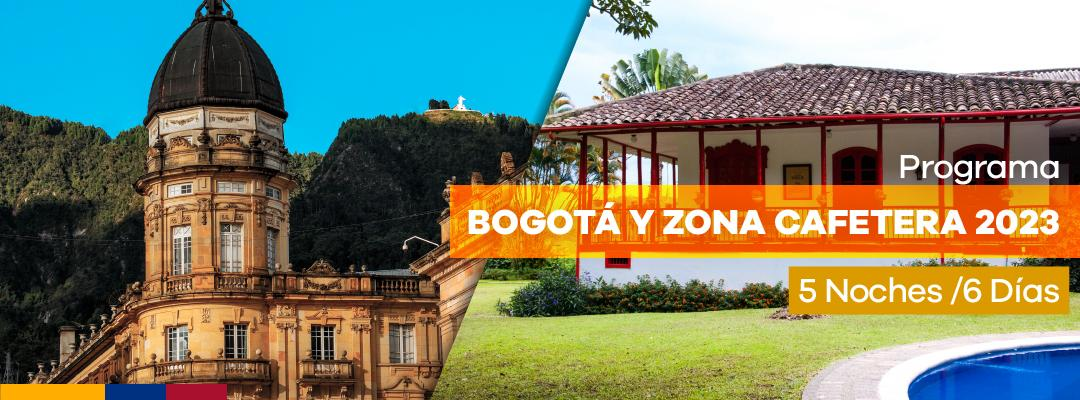 Programa
BOGOTÁ Y ZONA CAFETERA 2023
5 Noches /6 Días